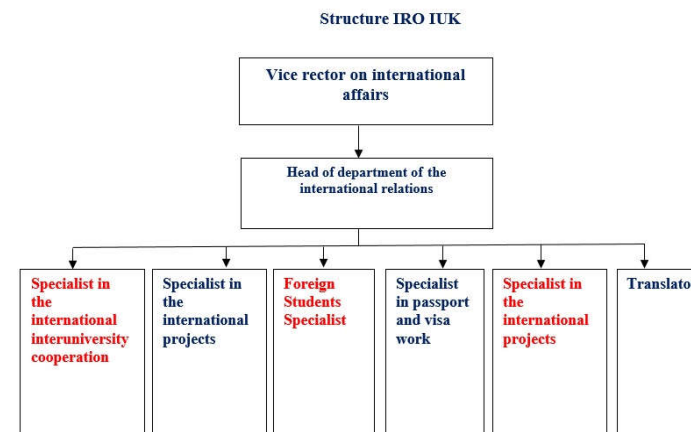 Structure IRO IUK
Vice rector on international
affairs
Head of department of the
international relations
Specialist in
the
international
interuniversity
cooperation
Specialist in
the
international
projects
Foreign
Students
Specialist
Specialist
in passport
and visa
work
Specialist in
the
international
projects
Translato